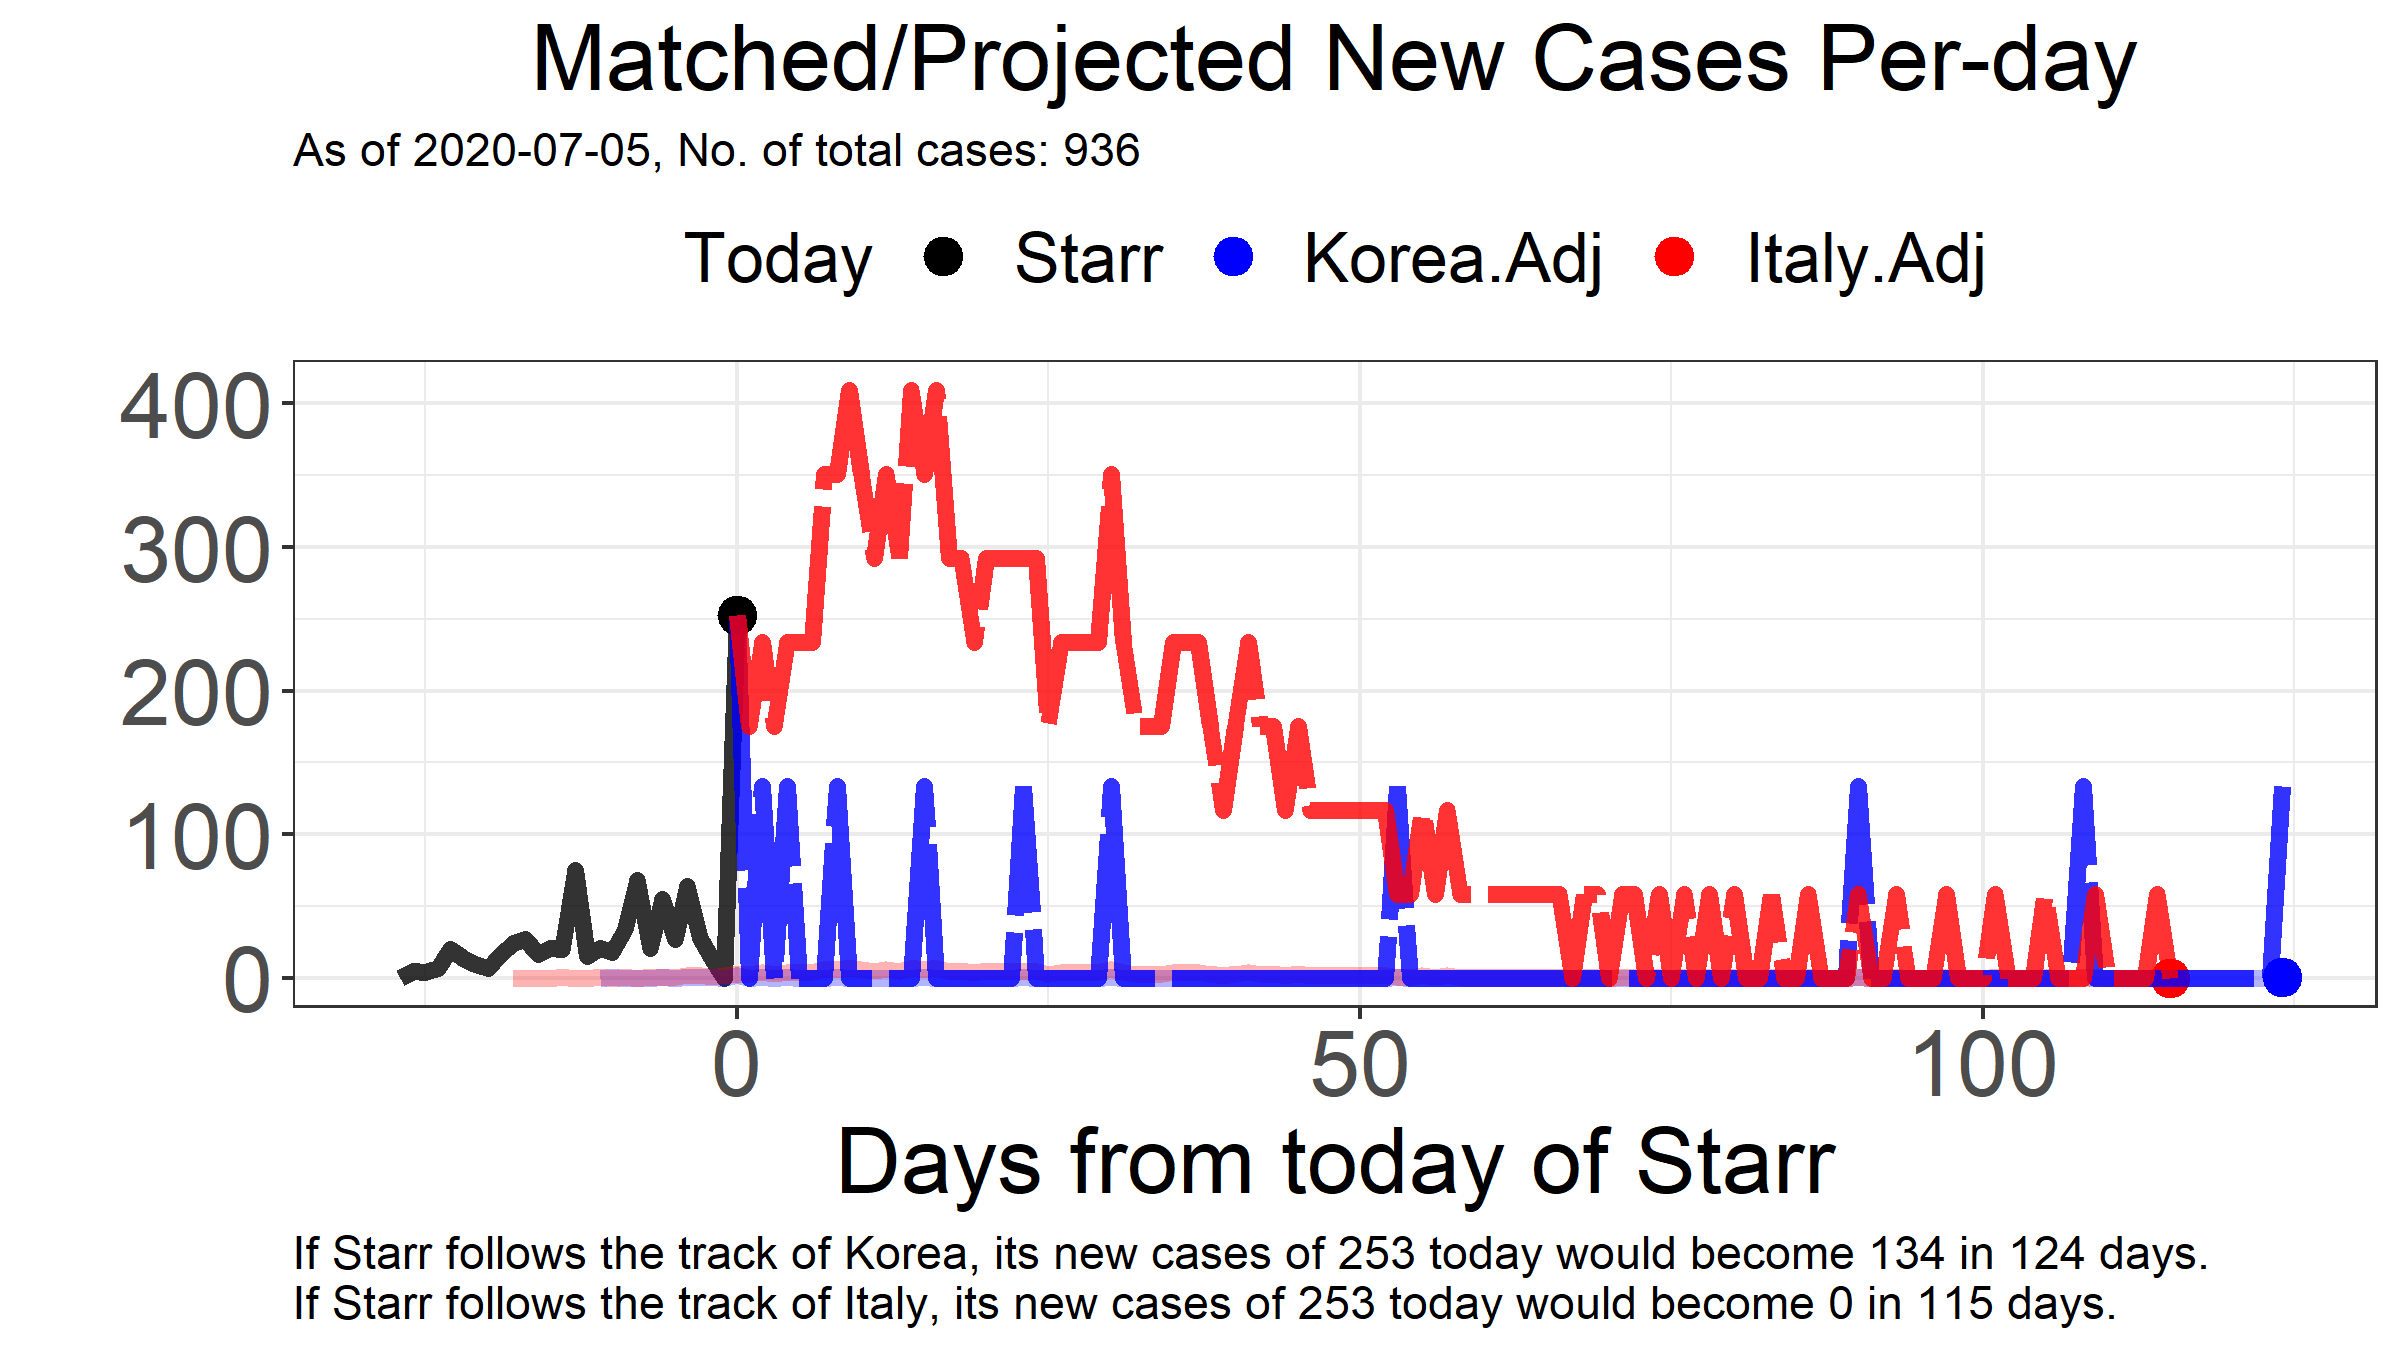 Matched/Projected New Cases Per-day
As of 2020-07-05, No. of total cases: 936
Today Starr Korea.Adj Italy.Adj
400
300
200
100
0
0 50 100
Days from today of Starr
If Starr follows the track of Korea, its new cases of 253 today would become 134 in 124 days.
If Starr follows the track of Italy, its new cases of 253 today would become 0 in 115 days.